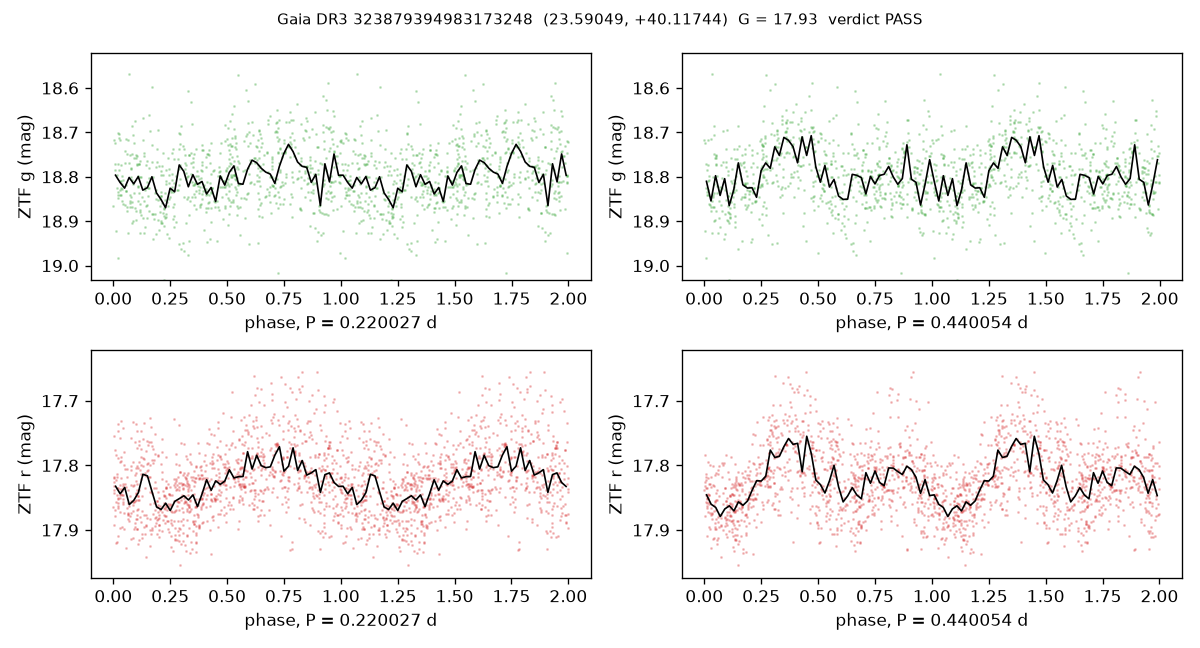 Gaia DR3 323879394983173248  (23.59049, +40.11744)  G = 17.93  verdict PASS
ZTF g (mag)
18.6
18.7
18.8
18.9
19.0
0.00 0.25 0.50 0.75 1.00 1.25 1.50 1.75 2.00
phase, P = 0.220027 d
ZTF g (mag)
18.6
18.7
18.8
18.9
19.0
0.00 0.25 0.50 0.75 1.00 1.25 1.50 1.75 2.00
phase, P = 0.440054 d
ZTF r (mag)
17.7
17.8
17.9
0.00 0.25 0.50 0.75 1.00 1.25 1.50 1.75 2.00
phase, P = 0.220027 d
ZTF r (mag)
17.7
17.8
17.9
0.00 0.25 0.50 0.75 1.00 1.25 1.50 1.75 2.00
phase, P = 0.440054 d